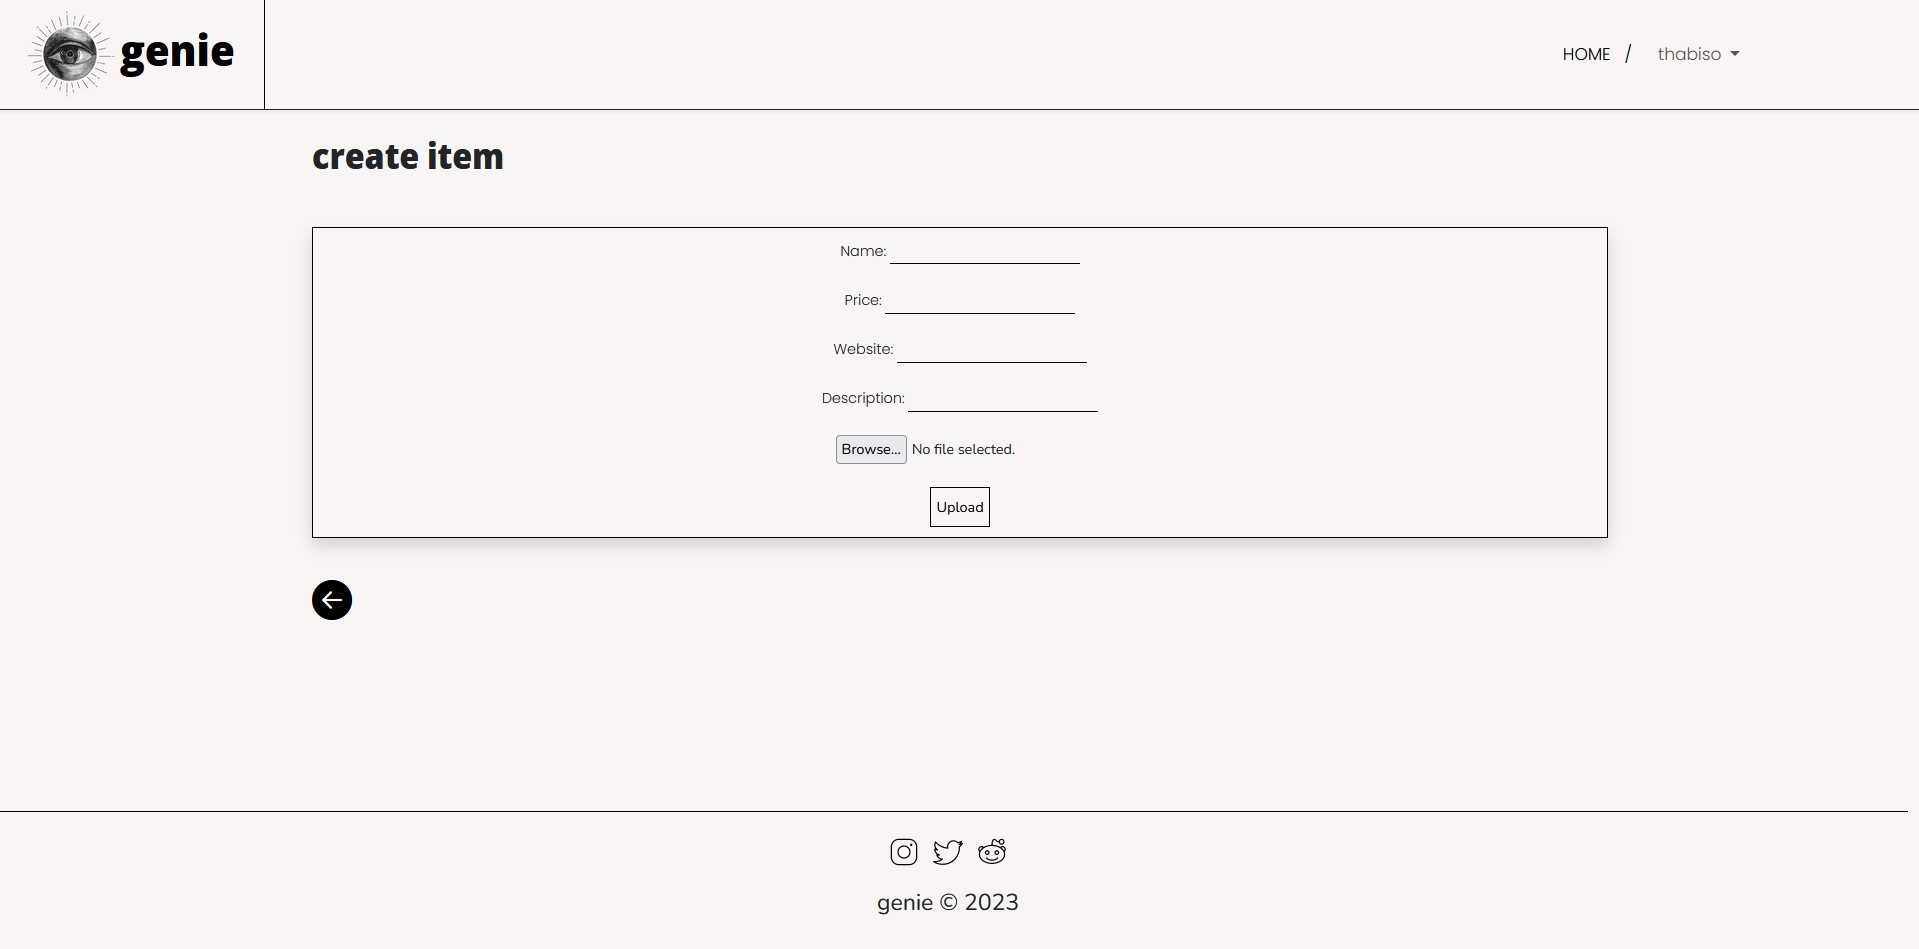 genie
HOME / thabiso
create item
Name:
Price:
Website:
Description:
Browse... No file selected.
Upload
genie © 2023